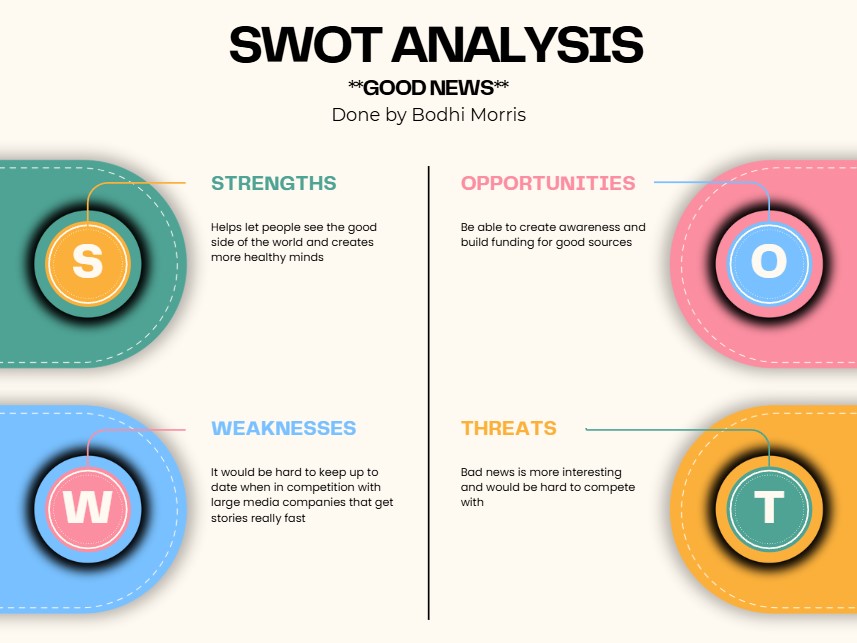 SWOT ANALYSIS
**GOOD NEWS**
Done by Bodhi Morris
STRENGTHS
Helps let people see the good
side of the world and creates
more healthy minds
S
OPPORTUNITIES
Be able to create awareness and
build funding for good sources
O
WEAKNESSES
It would be hard to keep up to
date when in competition with
large media companies that get
stories really fast
W
THREATS
Bad news is more interesting
and would be hard to compete
with
T